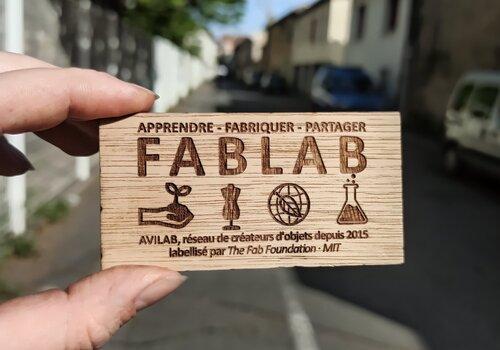 APPRENDRE - FABRIQUER - PARTAGER
FABLAB
AVILAB, réseau de créateurs d'objets depuis 2015
labellisé par The Fab Foundation · MIT